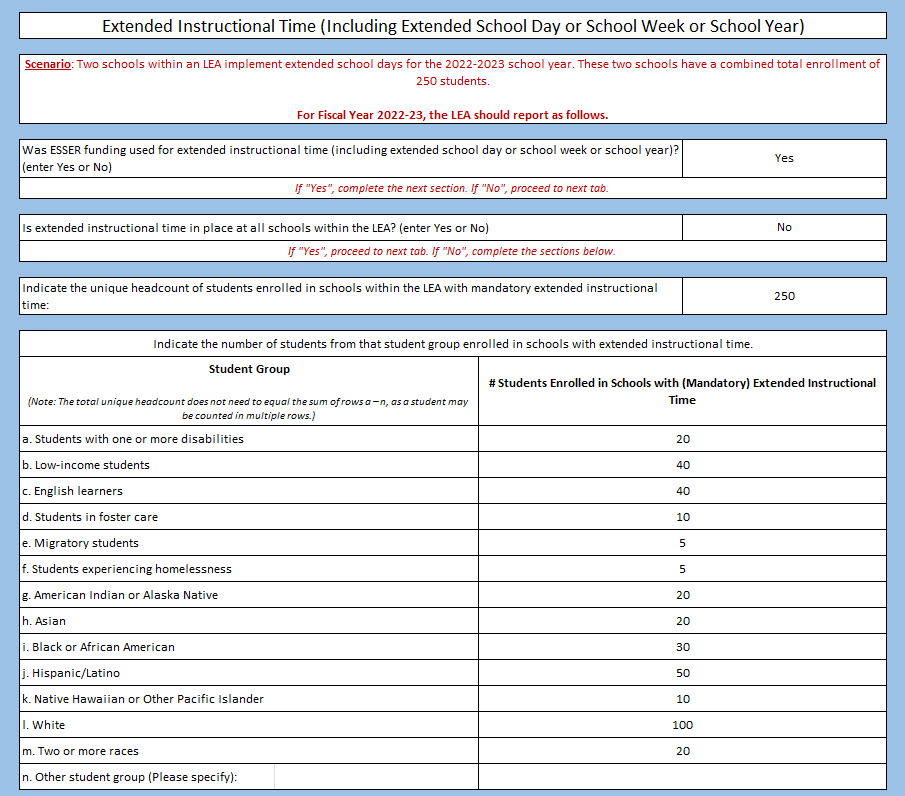 Extended Instructional Time (Including Extended School Day or School Week or School Year)
Scenario: Two schools within an LEA implement extended school days for the 2022-2023 school year. These two schools have a combined total enrollment of
250 students.
For Fiscal Year 2022-23, the LEA should report as follows.
Was ESSER funding used for extended instructional time (including extended school day or school week or school year)?
(enter Yes or No)
Yes
If "Yes", complete the next section. If "No", proceed to next tab.
Is extended instructional time in place at all schools within the LEA? (enter Yes or No)
No
If "Yes", proceed to next tab. If "No", complete the sections below.
Indicate the unique headcount of students enrolled in schools within the LEA with mandatory extended instructional
time:
250
Indicate the number of students from that student group enrolled in schools with extended instructional time.
Student Group
(Note: The total unique headcount does not need to equal the sum of rows a – n, as a student may
be counted in multiple rows.)
# Students Enrolled in Schools with (Mandatory) Extended Instructional
Time
a. Students with one or more disabilities 20
b. Low-income students 40
c. English learners 40
d. Students in foster care 10
e. Migratory students 5
f. Students experiencing homelessness 5
g. American Indian or Alaska Native 20
h. Asian 20
i. Black or African American 30
j. Hispanic/Latino 50
k. Native Hawaiian or Other Pacific Islander 10
l. White 100
m. Two or more races 20
n. Other student group (Please specify):